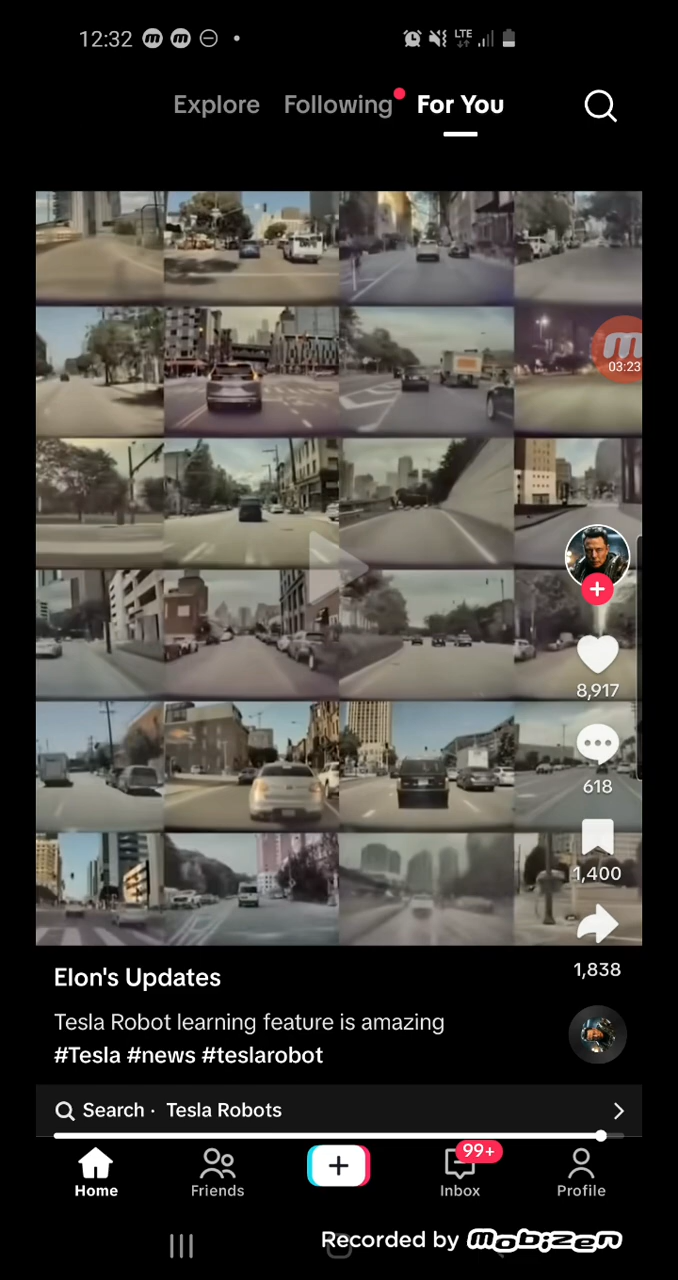 12:32
LTE
Explore Following For You
03:23
8,917
618
1,400
1,838
Elon's Updates
Tesla Robot learning feature is amazing
#Tesla #news #teslarobot
Search · Tesla Robots
99+
Home Friends Inbox Profile
Recorded by mobizen